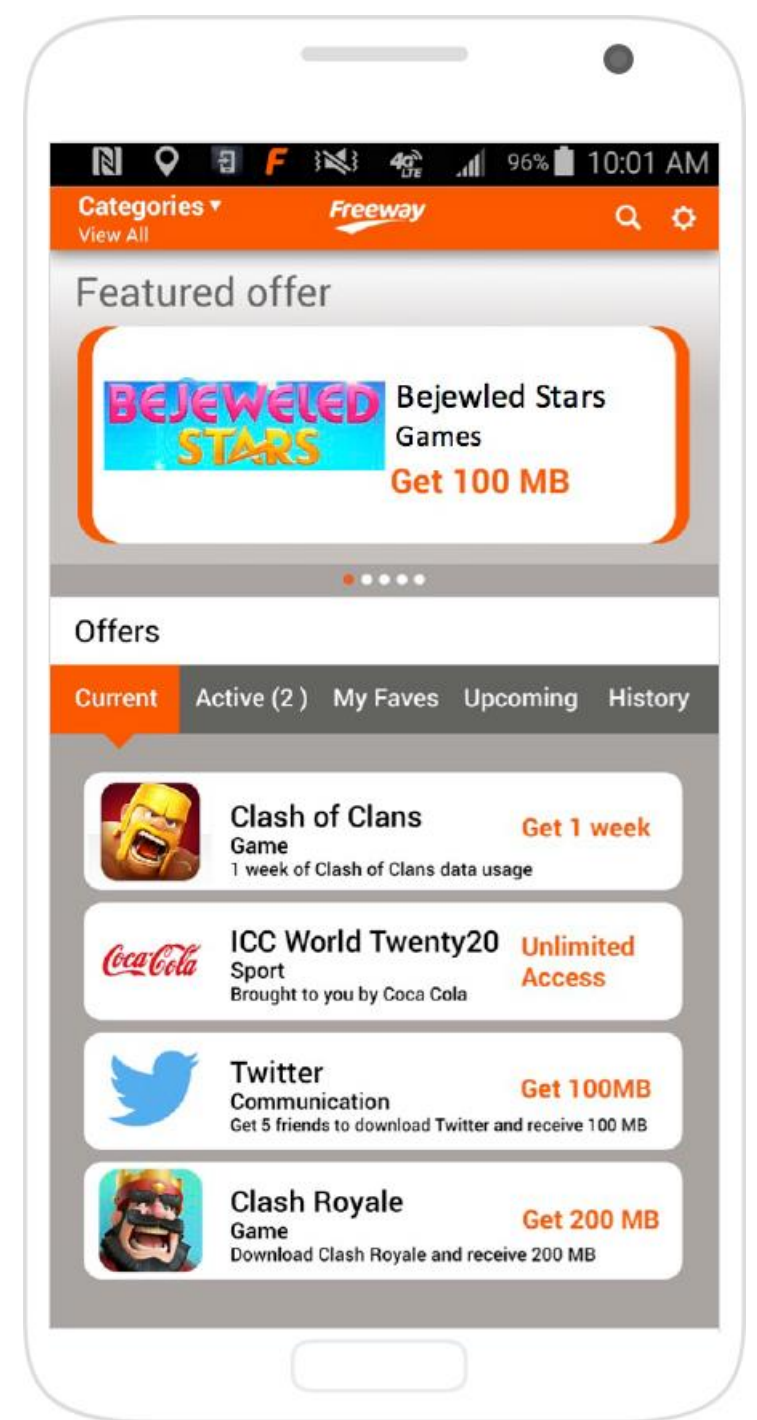 4G LTE 96% 10:01 AM
Categories
View All
Freeway
Featured offer
BEJEWELED
STARS
Bejewled Stars
Games
Get 100 MB
Offers
Current Active (2 ) My Faves Upcoming History
Clash of Clans
Game
1 week of Clash of Clans data usage
Get 1 week
Coca-Cola
ICC World Twenty20
Sport
Brought to you by Coca Cola
Unlimited
Access
Twitter
Communication
Get 5 friends to download Twitter and receive 100 MB
Get 100MB
Clash Royale
Game
Download Clash Royale and receive 200 MB
Get 200 MB